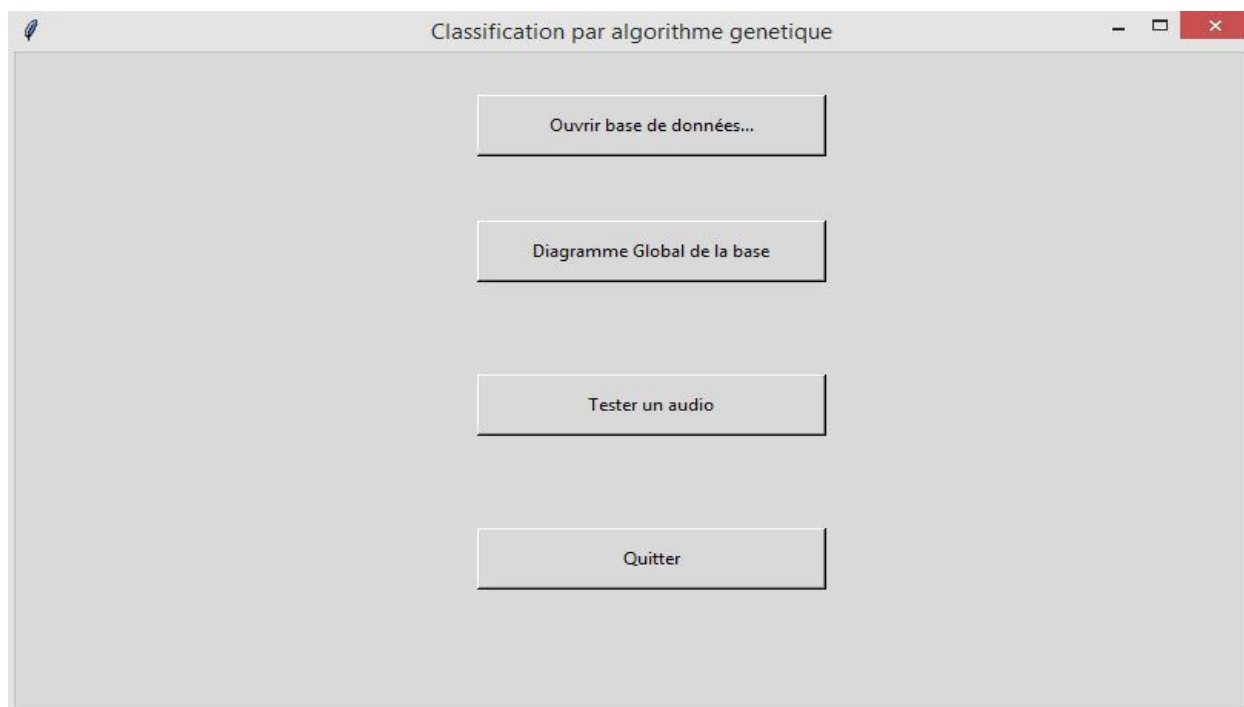 Classification par algorithme genetique
Ouvrir base de données...
Diagramme Global de la base
Tester un audio
Quitter